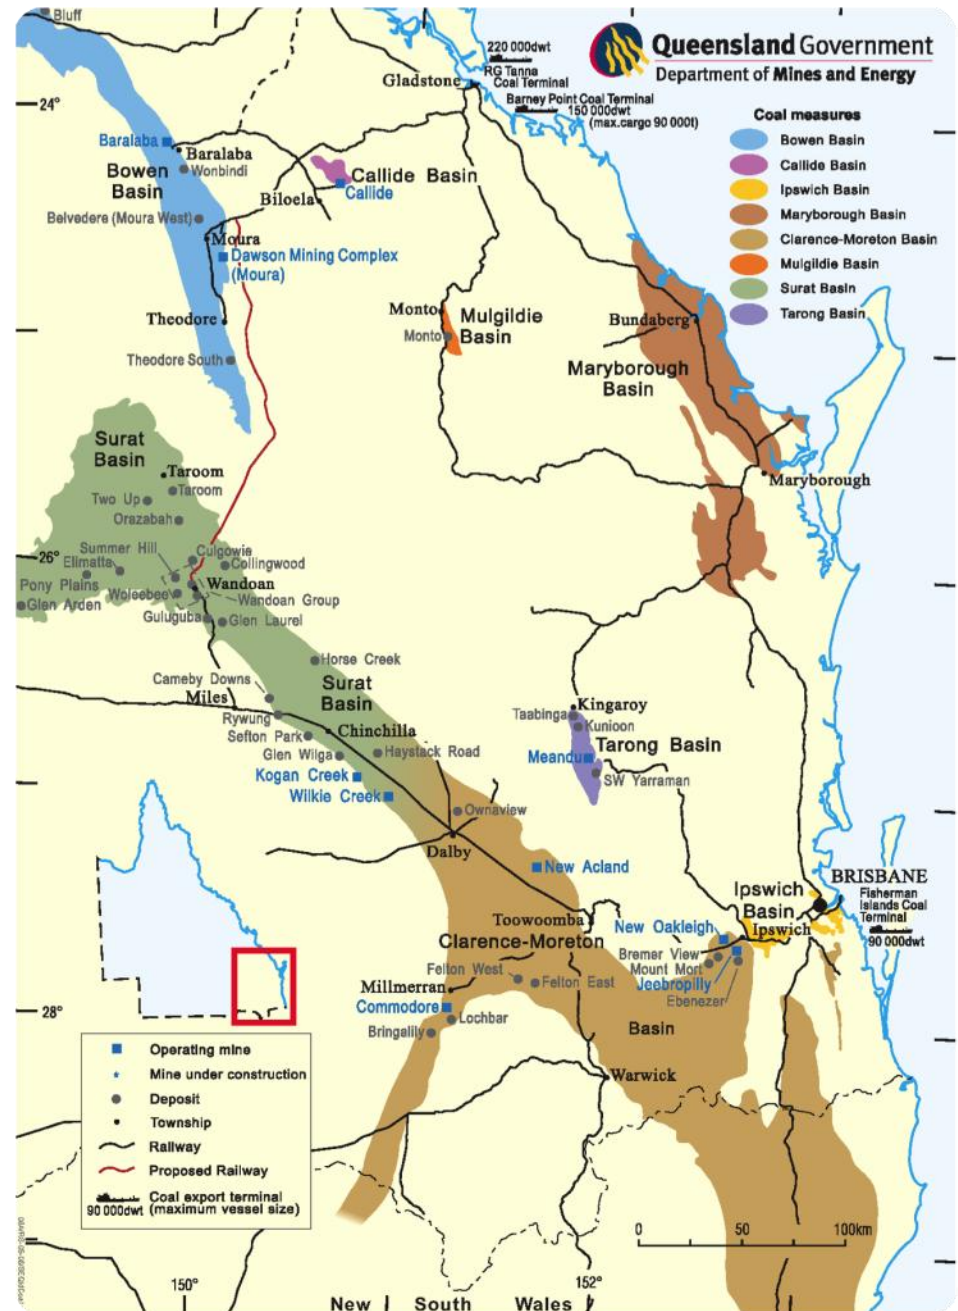 Bluff
220 000dwt
RG Tanna
Coal Terminal
Gladstone
Barney Point Coal Terminal
150 000dwt
(max.cargo 90 000t)
Queensland Government
Department of Mines and Energy
Coal measures
Bowen Basin
Callide Basin
Ipswich Basin
Maryborough Basin
Clarence-Moreton Basin
Mulgildie Basin
Surat Basin
Tarong Basin
24°
Baralaba
Baralaba
Bowen
Basin
Wonbindi
Callide Basin
Callide
Biloela
Belvedere (Moura West)
Moura
Dawson Mining Complex
(Moura)
Theodore
Theodore South
Monto
Monto
Mulgildie
Basin
Bundaberg
Maryborough
Basin
Maryborough
Surat
Basin
Taroom
Taroom
Two Up
Orazabah
26°
Summer Hill
Elimatta
Culgowie
Collingwood
Pony Plains
Woleebee
Wandoan
Wandoan Group
Glen Arden
Guluguba
Glen Laurel
Horse Creek
Cameby Downs
Surat
Basin
Miles
Rywung
Chinchilla
Sefton Park
Glen Wilga
Haystack Road
Kogan Creek
Wilkie Creek
Kingaroy
Taabinga
Kunioon
Tarong Basin
Meandu
SW Yarraman
Ownaview
Dalby
New Acland
BRISBANE
Fisherman
Islands Coal
Terminal
90 000dwt
Ipswich
Basin
Ipswich
Toowoomba
New Oakleigh
Clarence-Moreton
Bremer View
Mount Mort
Jeebropilly
Ebenezer
Felton West
Felton East
Millmerran
Commodore
Lochbar
Bringalily
Basin
28°
Warwick
Operating mine
Mine under construction
Deposit
Township
Railway
Proposed Railway
Coal export terminal
90 000dwt (maximum vessel size)
0 50 100km
150° 152°
New South Wales